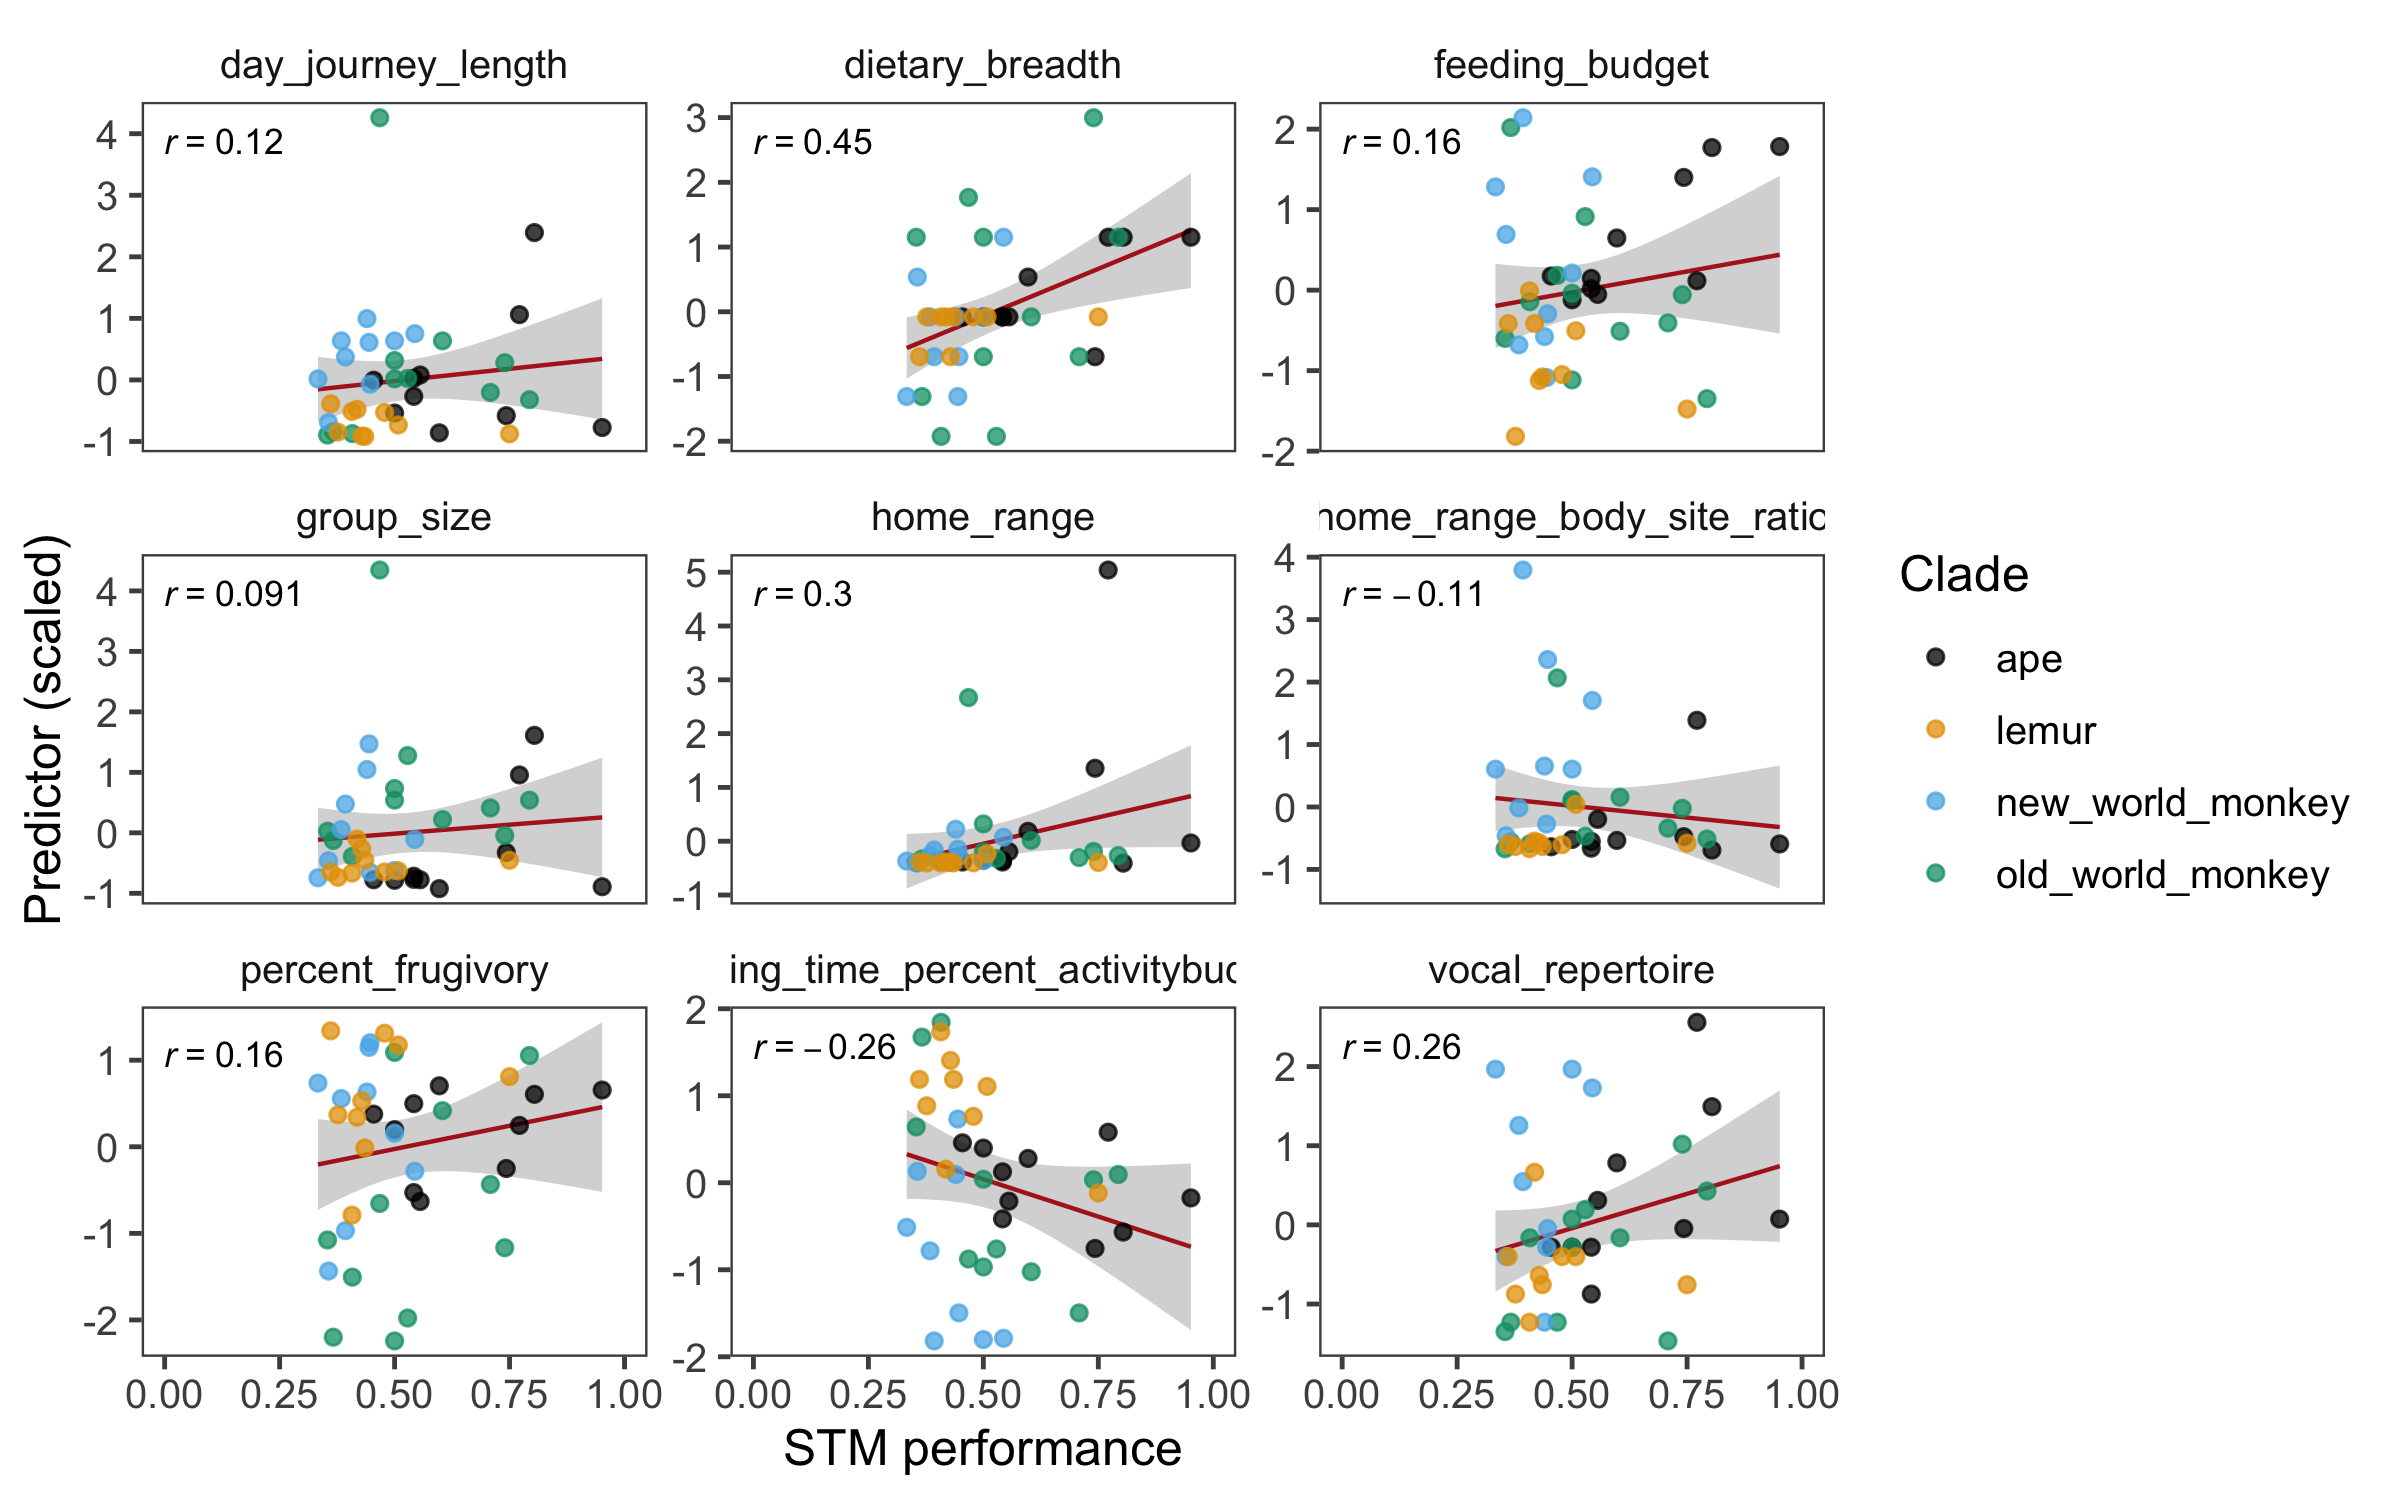 day_journey_length
dietary_breadth
feeding_budget
4
3
2
1
0
-1
r = 0.12
3
2
1
0
-1
-2
r = 0.45
2
1
0
-1
-2
r = 0.16
group_size
home_range
home_range_body_site_ratio
4
3
2
1
0
-1
r = 0.091
5
4
3
2
1
0
-1
r = 0.3
4
3
2
1
0
-1
r = −0.11
percent_frugivory
ing_time_percent_activitybud
vocal_repertoire
1
0
-1
-2
r = 0.16
2
1
0
-1
-2
r = −0.26
2
1
0
-1
r = 0.26
0.00 0.25 0.50 0.75 1.00
0.00 0.25 0.50 0.75 1.00
0.00 0.25 0.50 0.75 1.00
Predictor (scaled)
STM performance
Clade
ape
lemur
new_world_monkey
old_world_monkey